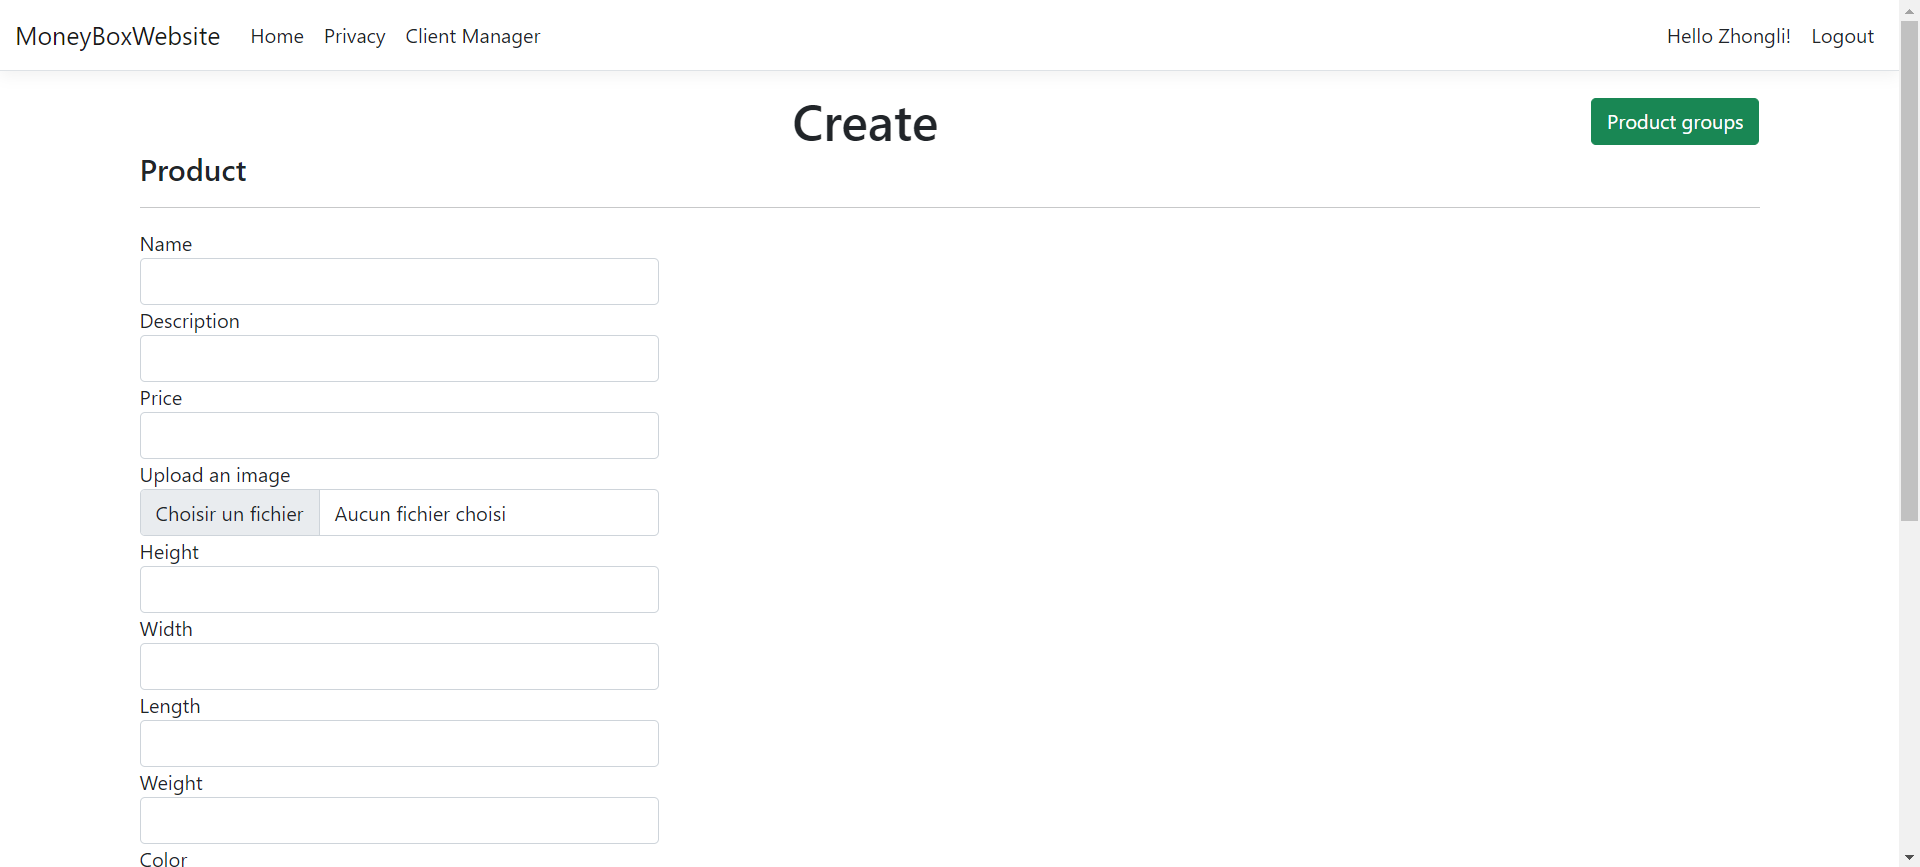 MoneyBoxWebsite Home Privacy Client Manager Hello Zhongli! Logout
Create Product groups
Product
Name
Description
Price
Upload an image
Choisir un fichier Aucun fichier choisi
Height
Width
Length
Weight
Color